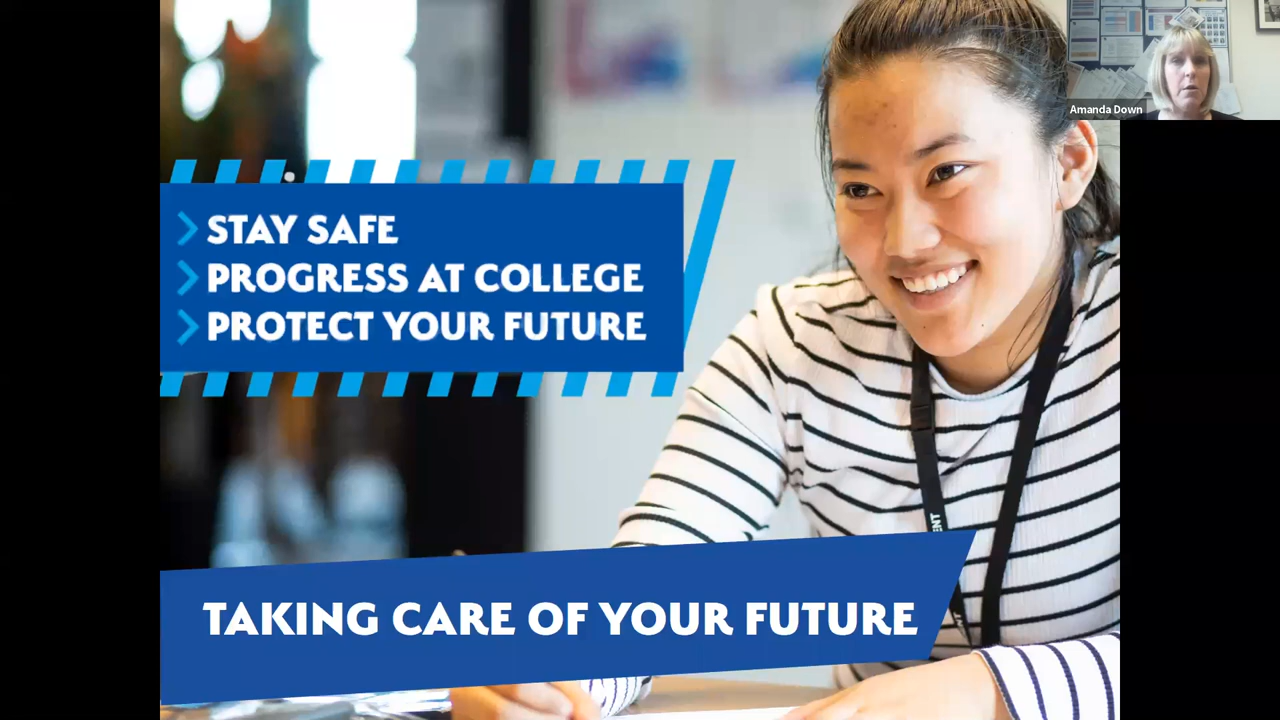 Amanda Down
STAY SAFE
PROGRESS AT COLLEGE
PROTECT YOUR FUTURE
TAKING CARE OF YOUR FUTURE